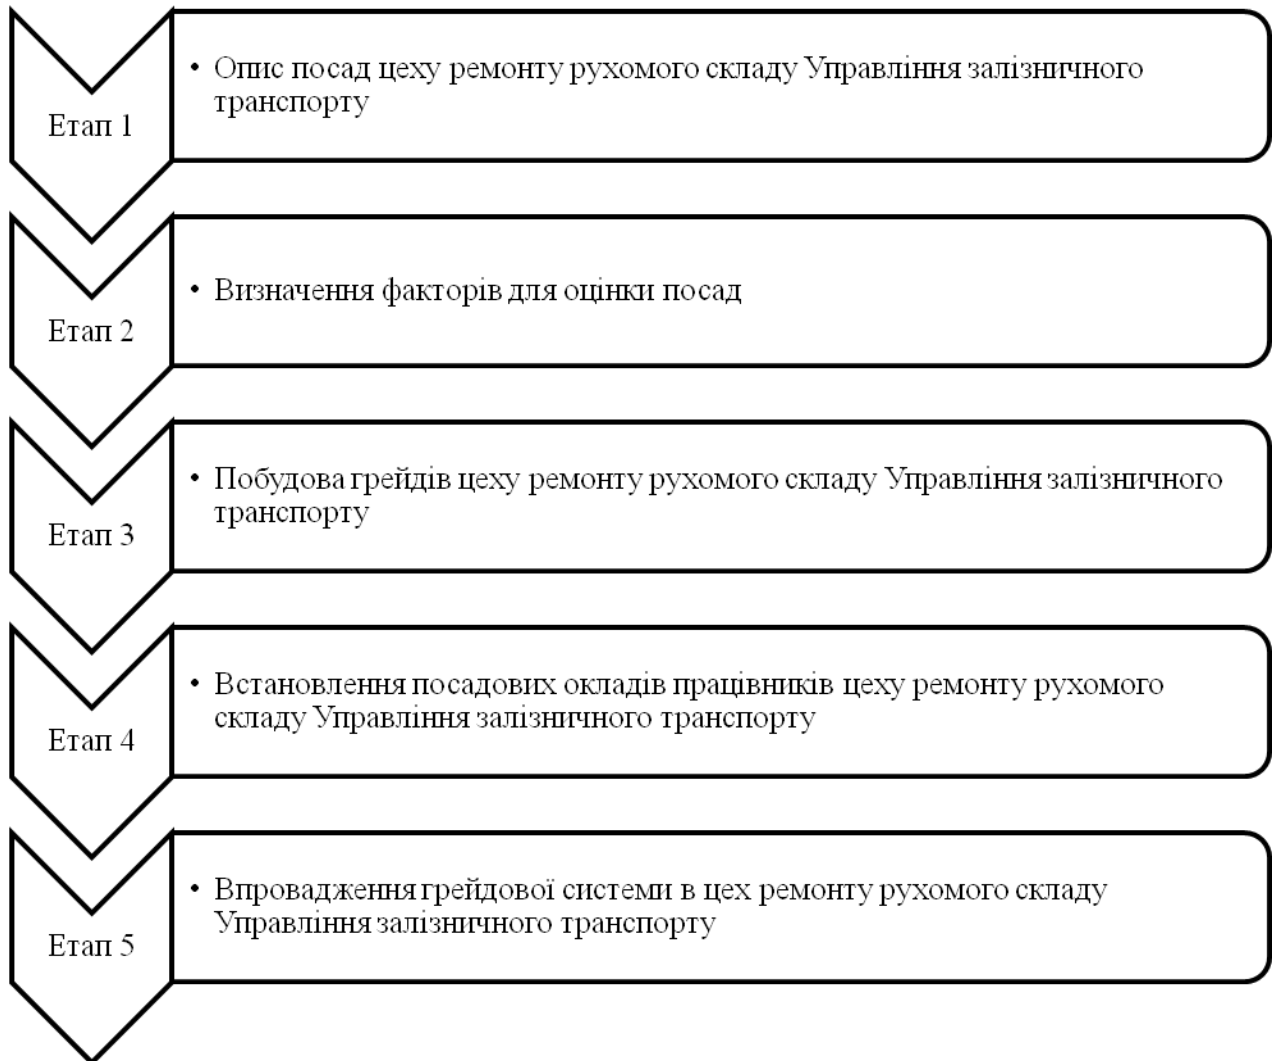 Етап 1
• Опис посад цеху ремонту рухомого складу Управління залізничного
транспорту
Етап 2
• Визначення факторів для оцінки посад
Етап 3
• Побудова грейдів цеху ремонту рухомого складу Управління залізничного
транспорту
Етап 4
• Встановлення посадових окладів працівників цеху ремонту рухомого
складу Управління залізничного транспорту
Етап 5
• Впровадження грейдової системи в цех ремонту рухомого складу
Управління залізничного транспорту